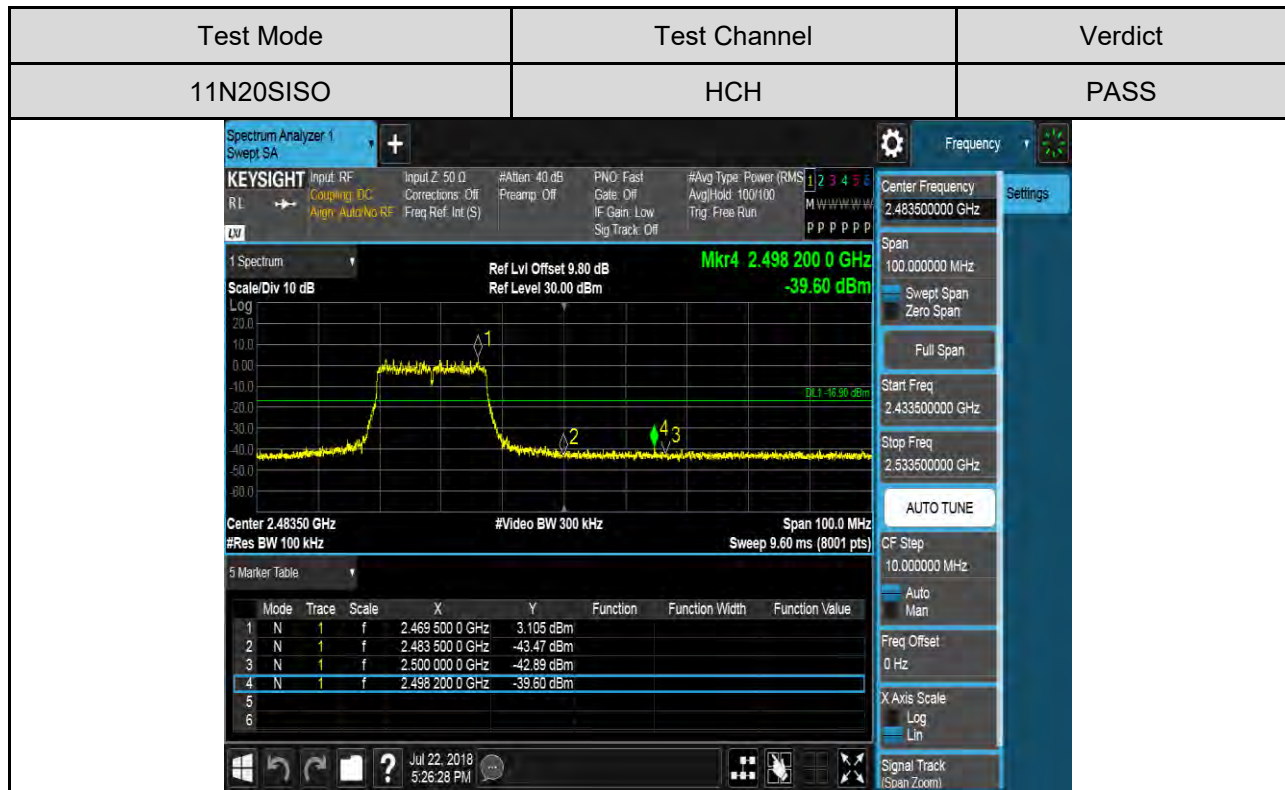 Test Mode Test Channel Verdict
11N20SISO HCH PASS
Spectrum Analyzer 1
Swept SA
+
Frequency
KEYSIGHT Input: RF Input Z: 50 Ω #Atten: 40 dB PNO: Fast #Avg Type: Power (RMS 1 2 3 4 5 6
RL Coupling: DC Corrections: Off Preamp: Off Gate: Off Avg|Hold: 100/100 M W W W W W
Align: Auto/No RF Freq Ref: Int (S) IF Gain: Low Trig: Free Run
LXI Sig Track: Off P P P P P P
Center Frequency
2.483500000 GHz
Settings
Span
100.000000 MHz
Swept Span
Zero Span
Full Span
Start Freq
2.433500000 GHz
Stop Freq
2.533500000 GHz
AUTO TUNE
CF Step
10.000000 MHz
Auto
Man
Freq Offset
0 Hz
X Axis Scale
Log
Lin
Signal Track
(Span Zoom)
1 Spectrum Ref Lvl Offset 9.80 dB Mkr4 2.498 200 0 GHz
Scale/Div 10 dB Ref Level 30.00 dBm -39.60 dBm
Log
20.0
10.0
0.00
-10.0
-20.0
-30.0
-40.0
-50.0
-60.0
1
DL1 -16.90 dBm
2 4 3
Center 2.48350 GHz #Video BW 300 kHz Span 100.0 MHz
#Res BW 100 kHz Sweep 9.60 ms (8001 pts)
5 Marker Table
Mode Trace Scale X Y Function Function Width Function Value
1 N 1 f 2.469 500 0 GHz 3.105 dBm
2 N 1 f 2.483 500 0 GHz -43.47 dBm
3 N 1 f 2.500 000 0 GHz -42.89 dBm
4 N 1 f 2.498 200 0 GHz -39.60 dBm
5
6
? Jul 22, 2018
5:26:28 PM